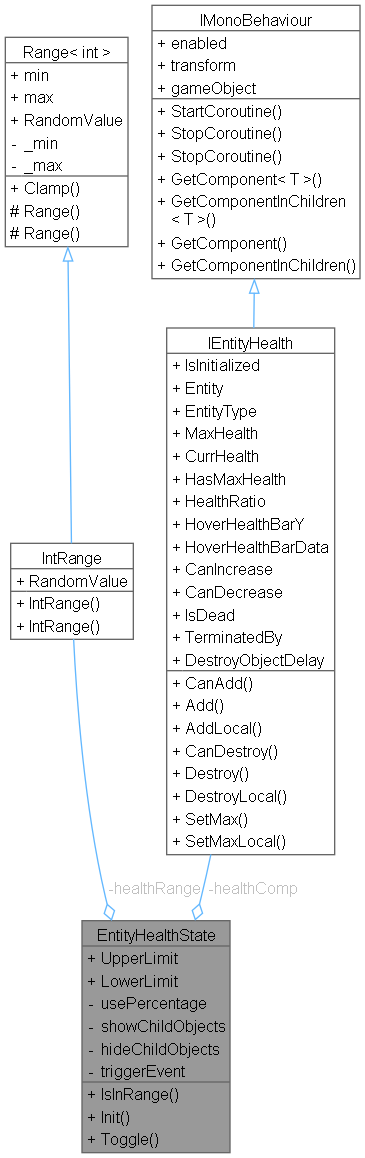 IMonoBehaviour
+ enabled
+ transform
+ gameObject
+ StartCoroutine()
+ StopCoroutine()
+ StopCoroutine()
+ GetComponent< T >()
+ GetComponentInChildren
< T >()
+ GetComponent()
+ GetComponentInChildren()
Range< int >
+ min
+ max
+ RandomValue
- _min
- _max
+ Clamp()
# Range()
# Range()
IEntityHealth
+ IsInitialized
+ Entity
+ EntityType
+ MaxHealth
+ CurrHealth
+ HasMaxHealth
+ HealthRatio
+ HoverHealthBarY
+ HoverHealthBarData
+ CanIncrease
+ CanDecrease
+ IsDead
+ TerminatedBy
+ DestroyObjectDelay
+ CanAdd()
+ Add()
+ AddLocal()
+ CanDestroy()
+ Destroy()
+ DestroyLocal()
+ SetMax()
+ SetMaxLocal()
IntRange
+ RandomValue
+ IntRange()
+ IntRange()
-healthRange
-healthComp
EntityHealthState
+ UpperLimit
+ LowerLimit
- usePercentage
- showChildObjects
- hideChildObjects
- triggerEvent
+ IsInRange()
+ Init()
+ Toggle()